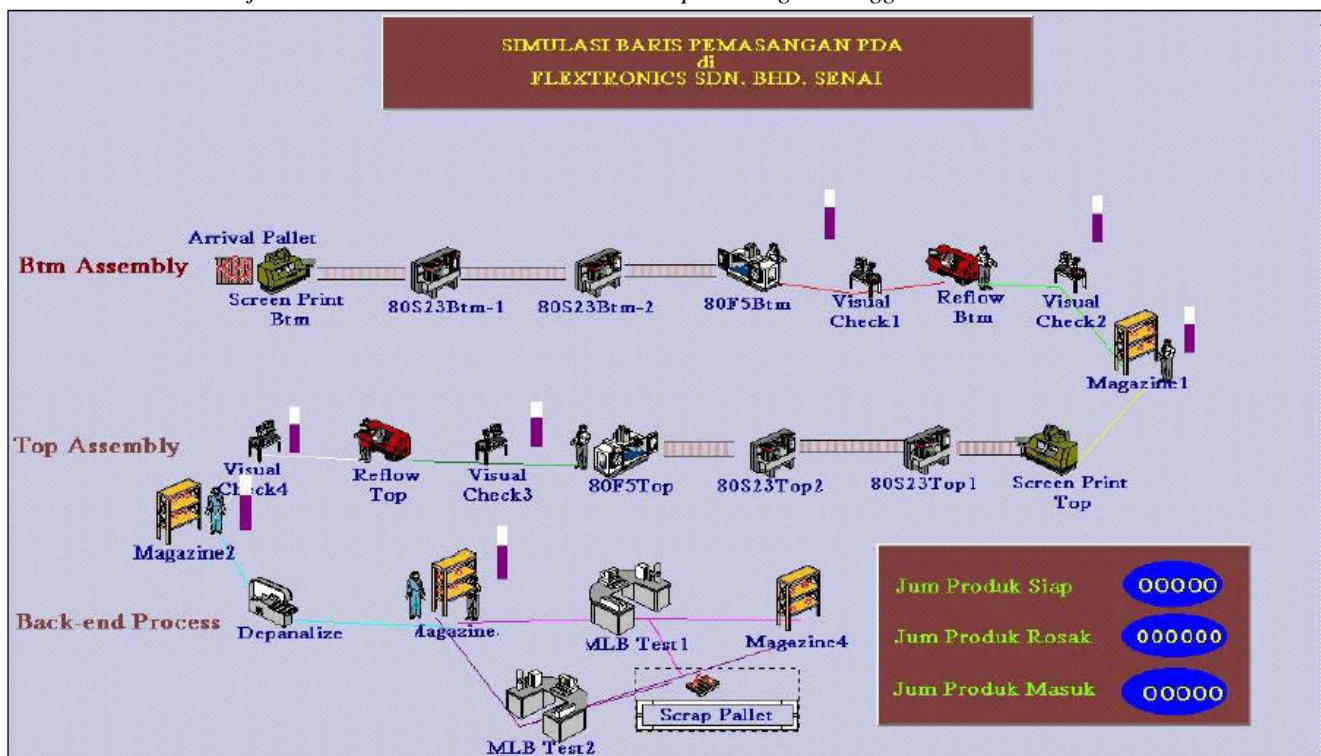 SIMULASI BARIS PEMASANGAN PDA
di
FLEXTRONICS SDN. BHD. SENAI
Arrival Pallet
Btm Assembly
Screen Print
Btm
80S23Btm-1
80S23Btm-2
80F5Btm
Visual
Check1
Reflow
Btm
Visual
Check2
Magazine1
Top Assembly
Visual
Check4
Reflow
Top
Visual
Check3
80F5Top
80S23Top2
80S23Top1
Screen Print
Top
Magazine2
Back-end Process
Depanalize
MLB Test1
Magazine4
MLB Test2
Scrap Pallet
Jum Produk Siap
00000
Jum Produk Rosak
000000
Jum Produk Masuk
00000